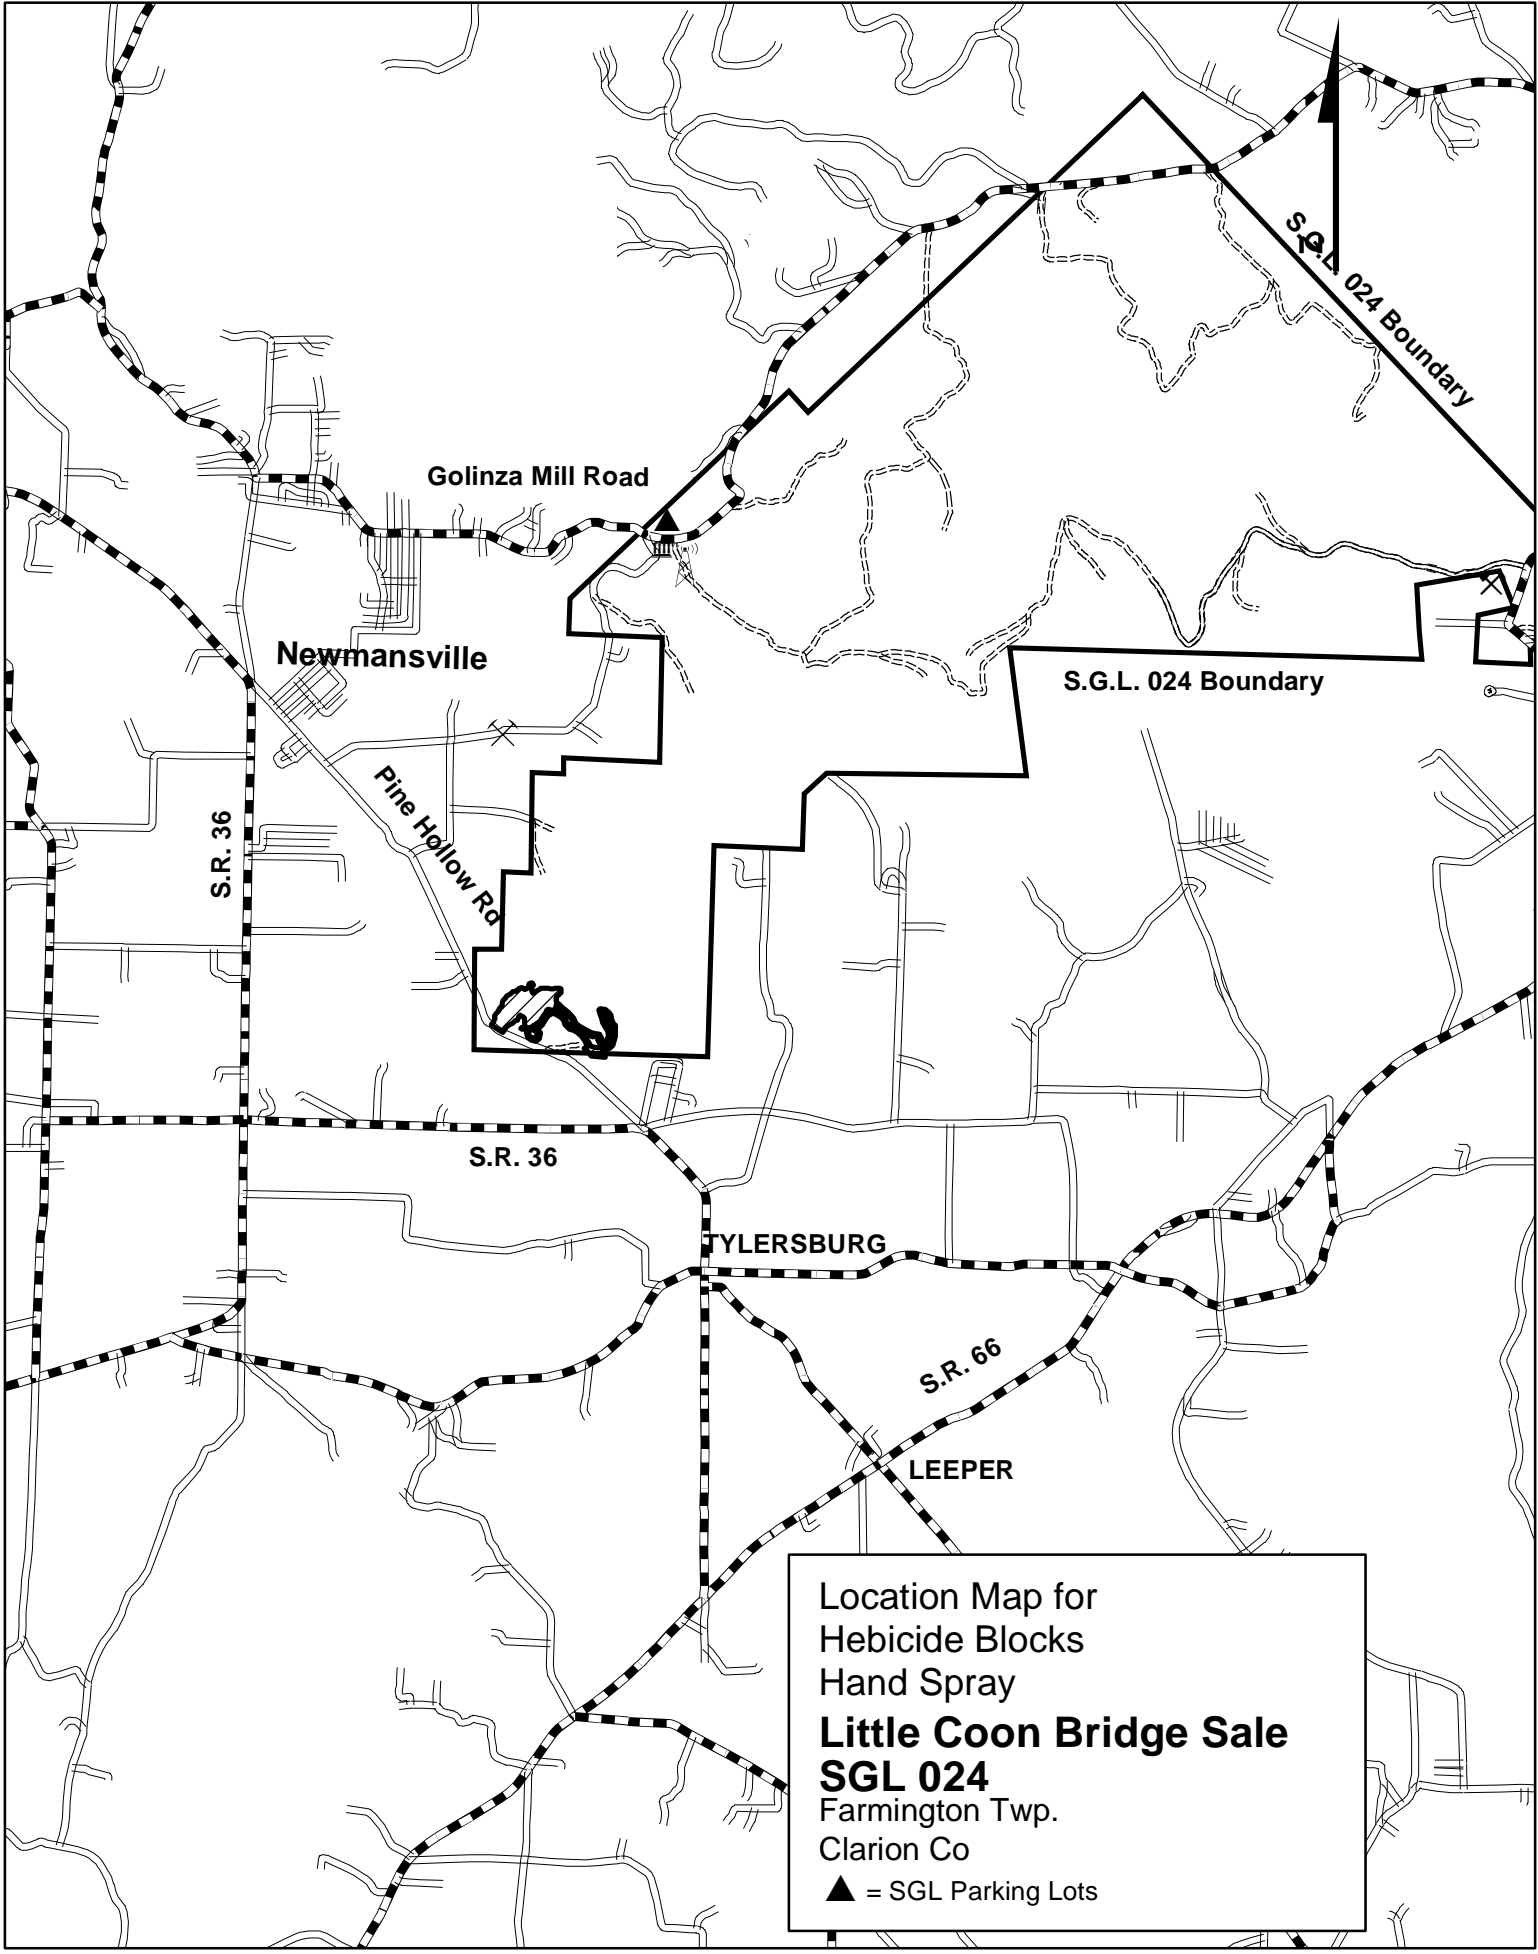 S.G.L. 024 Boundary
Golinza Mill Road
Newmansville
S.G.L. 024 Boundary
Pine Hollow Rd
S.R. 36
S.R. 36
TYLERSBURG
S.R. 66
LEEPER
Location Map for
Hebicide Blocks
Hand Spray
Little Coon Bridge Sale
SGL 024
Farmington Twp.
Clarion Co
= SGL Parking Lots